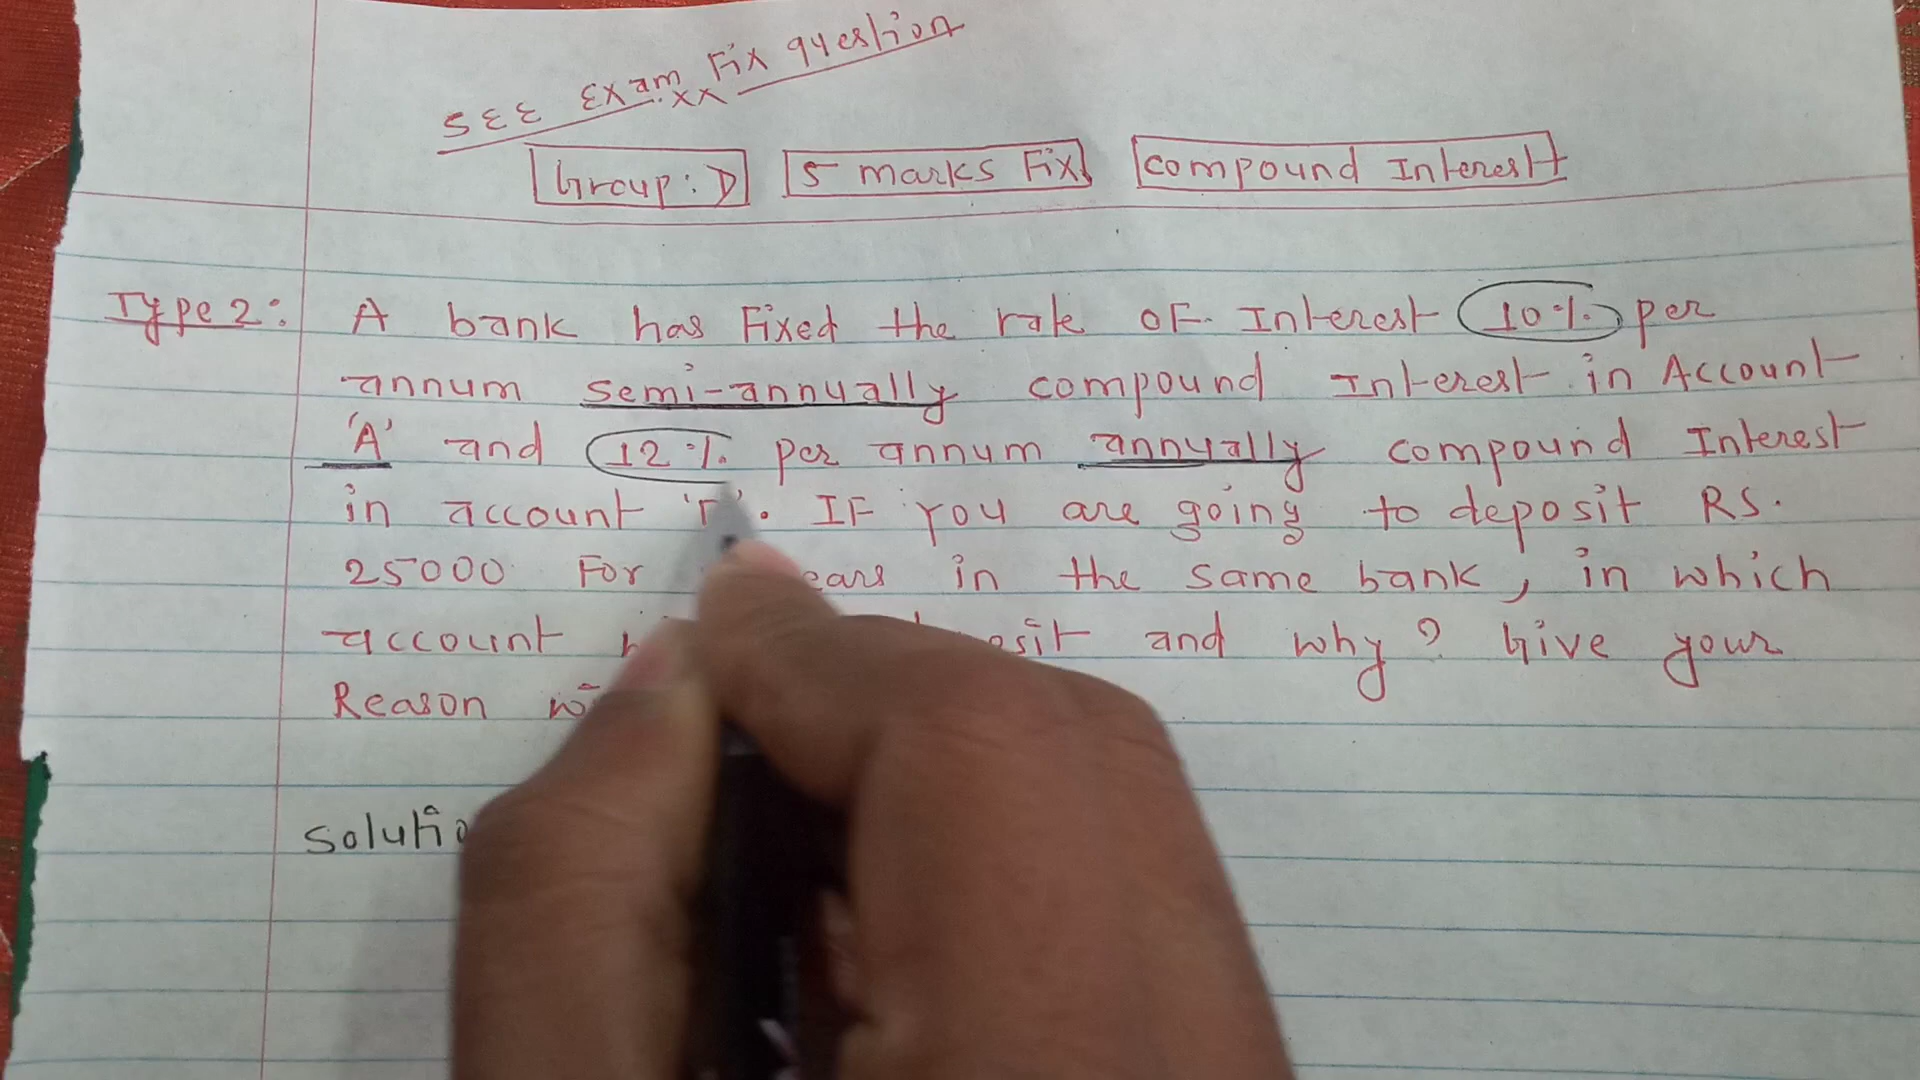 SEE Exam Fix question
Group: D 5 marks Fix compound Interest
Type 2: A bank has Fixed the rate OF Interest 10% per
annum semi-annually compound Interest in Account
'A' and 12% per annum annually compound Interest
in account . IF you are going to deposit RS.
25000 For in the same bank, in which
account and why? Give your
Reason